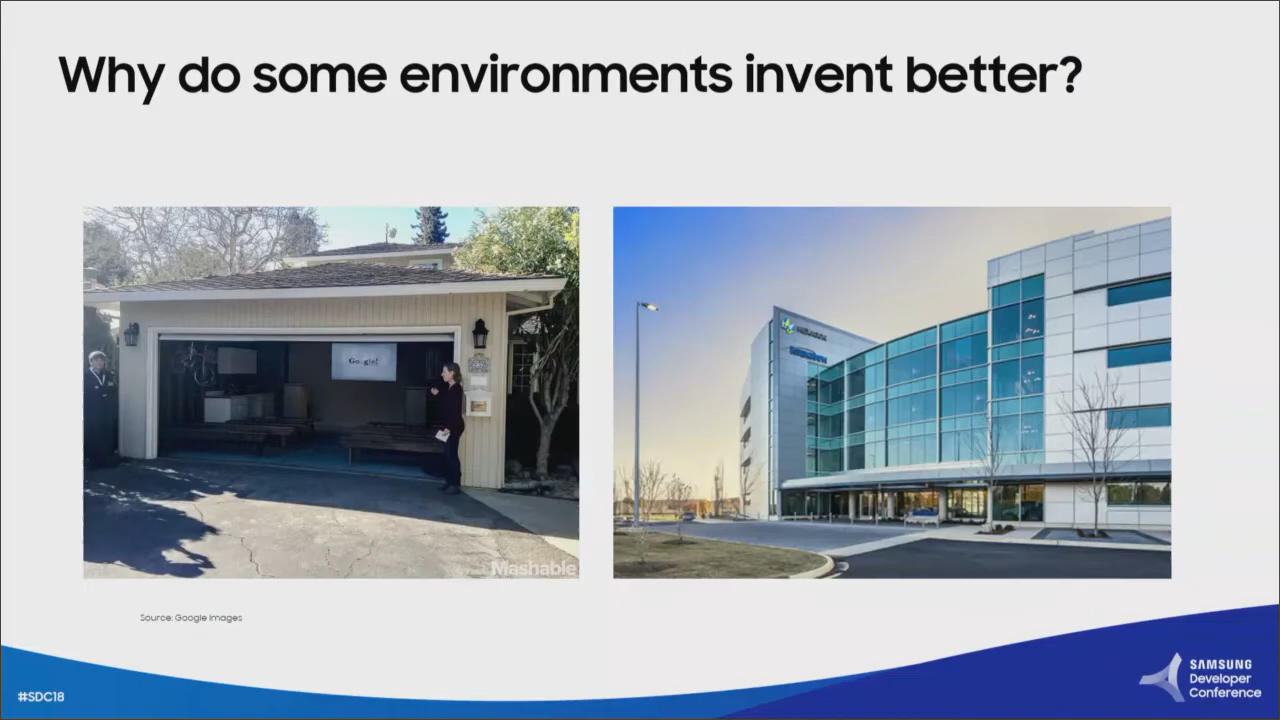 Why do some environments invent better?
Google!
Mashable
Source: Google Images
#SDC18
SAMSUNG
Developer
Conference